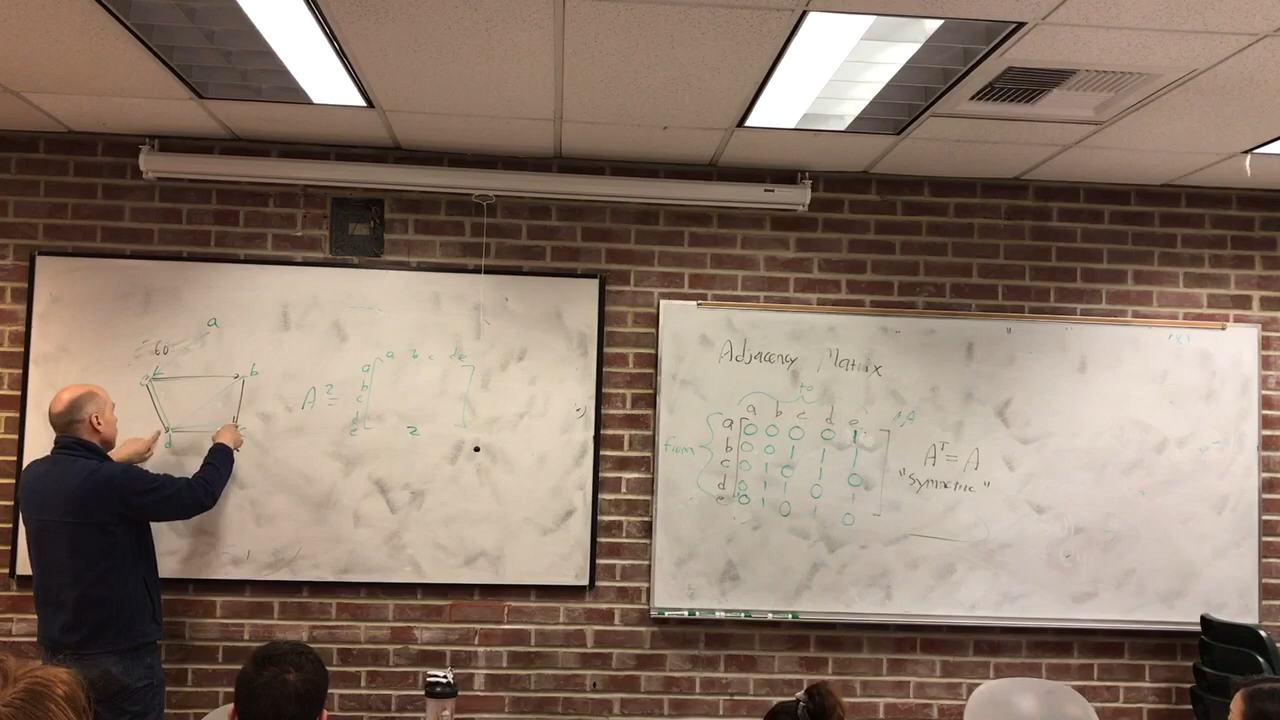 a
60
e b
d c
A² =
a b c d e
a
b
c
d
e
2
Adjacency Matrix
to
a b c d e
from
a 0 0 0 0 1
b 0 0 1 1 1
c 0 1 0 1 0
d 0 1 1 0 1
e 0 1 0 1 0
A
Aᵀ = A
"Symmetric"